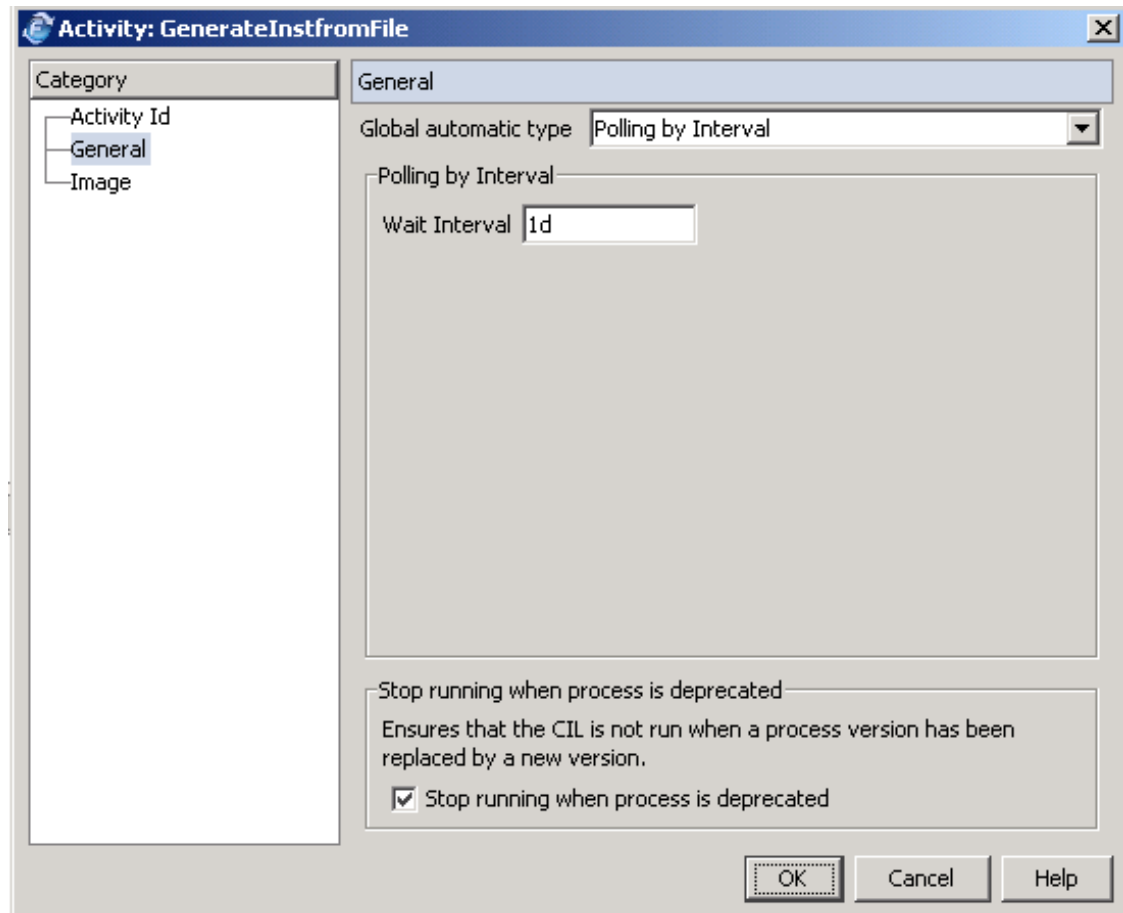 Activity: GenerateInstfromFile
Category
Activity Id
General
Image
General
Global automatic type Polling by Interval
Polling by Interval
Wait Interval 1d
Stop running when process is deprecated
Ensures that the CIL is not run when a process version has been
replaced by a new version.
Stop running when process is deprecated
OK Cancel Help